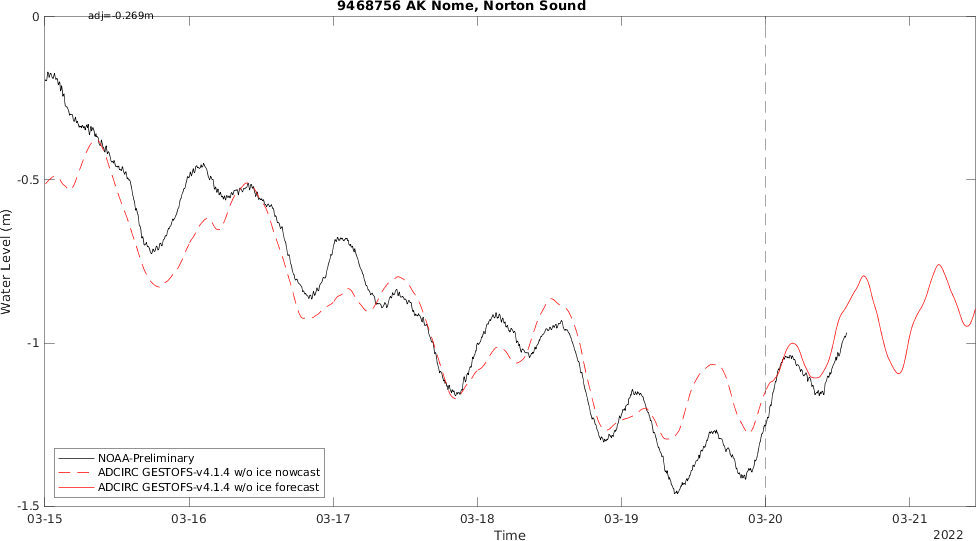 9468756 AK Nome, Norton Sound
adj=-0.269m
0
-0.5
-1
-1.5
Water Level (m)
NOAA-Preliminary
ADCIRC GESTOFS-v4.1.4 w/o ice nowcast
ADCIRC GESTOFS-v4.1.4 w/o ice forecast
03-15 03-16 03-17 03-18 03-19 03-20 03-21
Time
2022